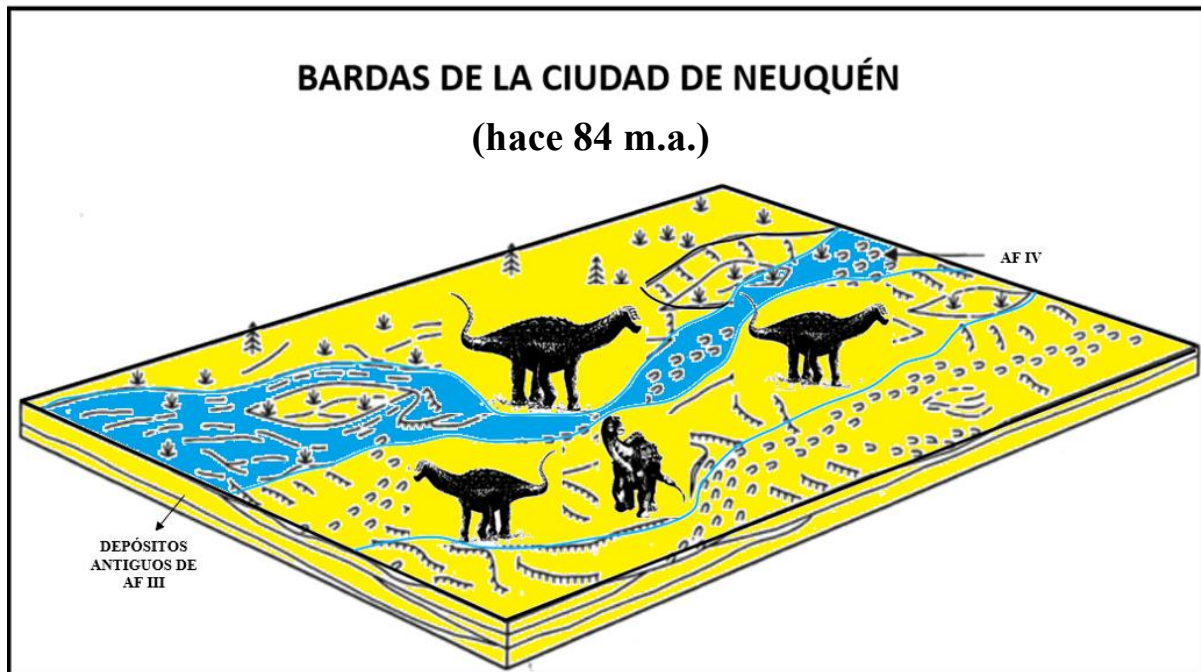 BARDAS DE LA CIUDAD DE NEUQUÉN
(hace 84 m.a.)
AF IV
DEPÓSITOS
ANTIGUOS DE
AF III